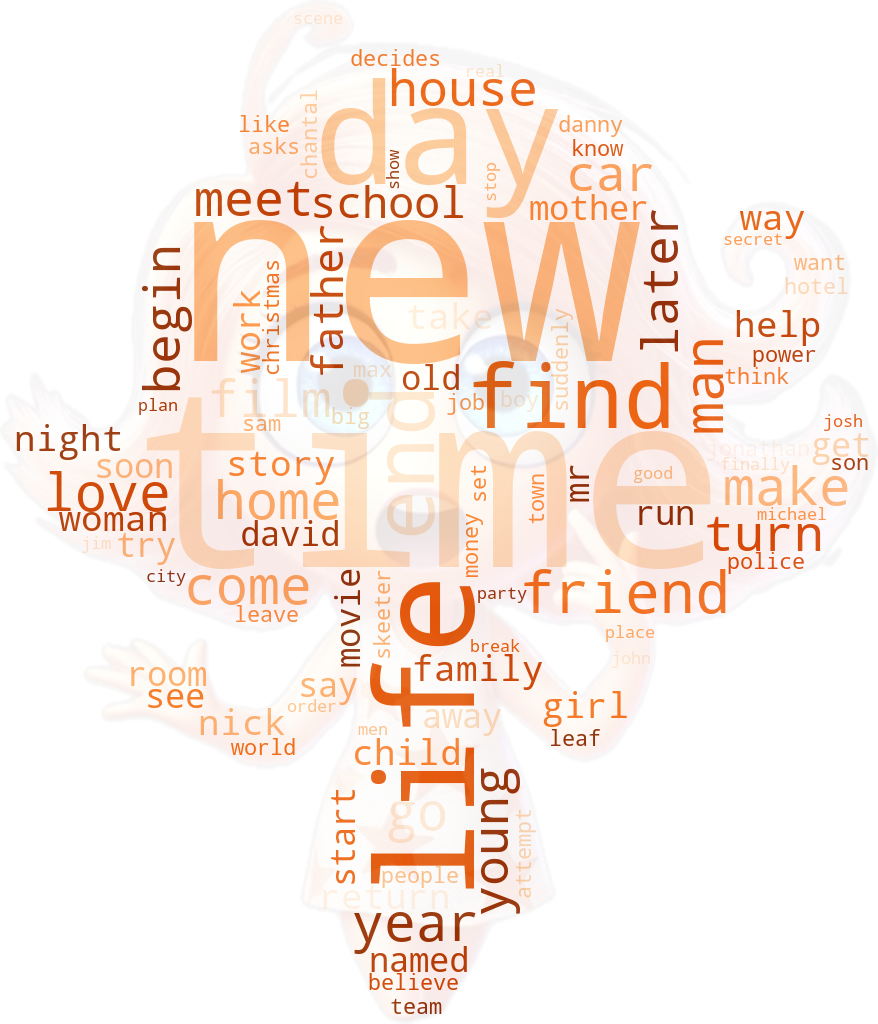 scene
decides
real
house
day
like
asks
chantal
show
stop
danny
know
car
meet
school
mother
new
way
secret
want
hotel
begin
work
christmas
father
take
suddenly
later
help
power
think
man
max
old
find
plan
film
sam
big
job
boy
end
time
josh
jonathan
get
night
soon
story
finally
son
good
love
home
set
town
mr
make
woman
david
money
run
michael
jim
try
turn
police
city
come
leave
movie
skeeter
life
party
friend
place
break
john
room
see
say
family
order
nick
away
girl
world
men
child
leaf
start
go
young
attempt
people
return
year
named
believe
team